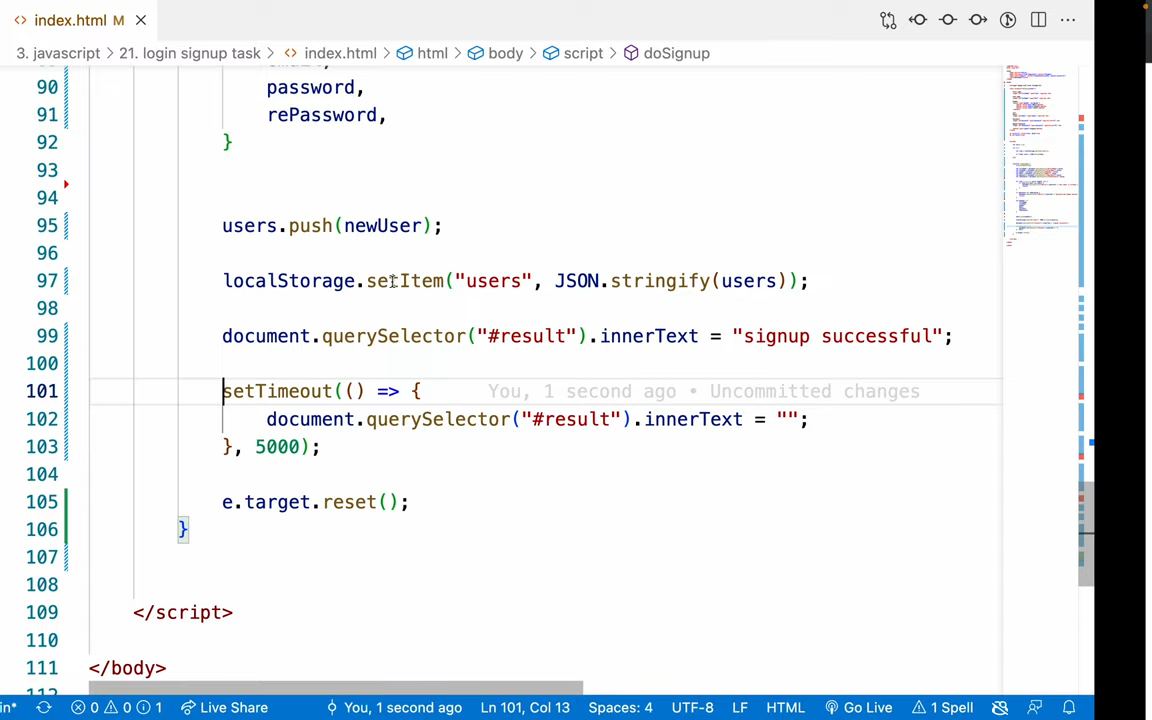 index.html M
3. javascript 21. login signup task index.html html body script doSignup
90 password,
91 rePassword,
92 }
93
94
95 users.push(newUser);
96
97 localStorage.setItem("users", JSON.stringify(users));
98
99 document.querySelector("#result").innerText = "signup successful";
100
101 setTimeout(() => { You, 1 second ago • Uncommitted changes
102 document.querySelector("#result").innerText = "";
103 }, 5000);
104
105 e.target.reset();
106 }
107
108
109 </script>
110
111 </body>
in* 0 0 1 Live Share You, 1 second ago Ln 101, Col 13 Spaces: 4 UTF-8 LF HTML Go Live 1 Spell